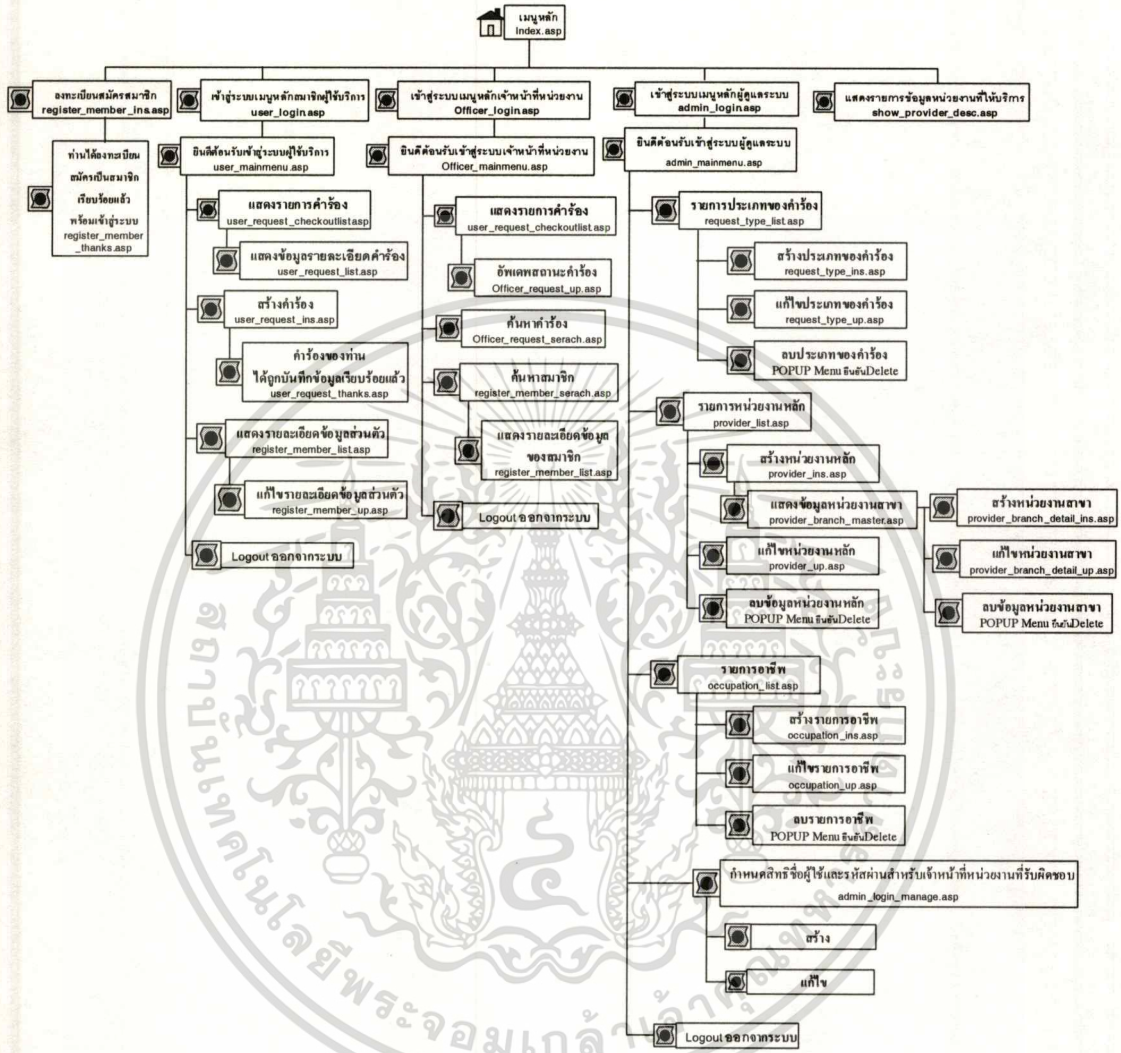 เมนูหลัก
Index.asp
ลงทะเบียนสมัครสมาชิก
register_member_ins.asp
เข้าสู่ระบบเมนูหลักสมาชิกผู้ใช้บริการ
user_login.asp
เข้าสู่ระบบเมนูหลักเจ้าหน้าที่หน่วยงาน
Officer_login.asp
เข้าสู่ระบบเมนูหลักผู้ดูแลระบบ
admin_login.asp
แสดงรายการข้อมูลหน่วยงานที่ให้บริการ
show_provider_desc.asp
ท่านได้ลงทะเบียน
สมัครเป็นสมาชิก
เรียบร้อยแล้ว
พร้อมเข้าสู่ระบบ
register_member
_thanks.asp
ยินดีต้อนรับเข้าสู่ระบบผู้ใช้บริการ
user_mainmenu.asp
แสดงรายการคำร้อง
user_request_checkoutlist.asp
แสดงข้อมูลรายละเอียดคำร้อง
user_request_list.asp
สร้างคำร้อง
user_request_ins.asp
คำร้องของท่าน
ได้ถูกบันทึกข้อมูลเรียบร้อยแล้ว
user_request_thanks.asp
แสดงรายละเอียดข้อมูลส่วนตัว
register_member_list.asp
แก้ไขรายละเอียดข้อมูลส่วนตัว
register_member_up.asp
Logout ออกจากระบบ
ยินดีต้อนรับเข้าสู่ระบบเจ้าหน้าที่หน่วยงาน
Officer_mainmenu.asp
แสดงรายการคำร้อง
user_request_checkoutlist.asp
อัพเดพสถานะคำร้อง
Officer_request_up.asp
ค้นหาคำร้อง
Officer_request_serach.asp
ค้นหาสมาชิก
register_member_serach.asp
แสดงรายละเอียดข้อมูล
ของสมาชิก
register_member_list.asp
Logout ออกจากระบบ
ยินดีต้อนรับเข้าสู่ระบบผู้ดูแลระบบ
admin_mainmenu.asp
รายการประเภทของคำร้อง
request_type_list.asp
สร้างประเภทของคำร้อง
request_type_ins.asp
แก้ไขประเภทของคำร้อง
request_type_up.asp
ลบประเภทของคำร้อง
POPUP Menu ยืนยันDelete
รายการหน่วยงานหลัก
provider_list.asp
สร้างหน่วยงานหลัก
provider_ins.asp
แสดงข้อมูลหน่วยงานสาขา
provider_branch_master.asp
สร้างหน่วยงานสาขา
provider_branch_detail_ins.asp
แก้ไขหน่วยงานสาขา
provider_branch_detail_up.asp
ลบข้อมูลหน่วยงานสาขา
POPUP Menu ยืนยันDelete
แก้ไขหน่วยงานหลัก
provider_up.asp
ลบข้อมูลหน่วยงานหลัก
POPUP Menu ยืนยันDelete
รายการอาชีพ
occupation_list.asp
สร้างรายการอาชีพ
occupation_ins.asp
แก้ไขรายการอาชีพ
occupation_up.asp
ลบรายการอาชีพ
POPUP Menu ยืนยันDelete
กำหนดสิทธิ์ชื่อผู้ใช้และรหัสผ่านสำหรับเจ้าหน้าที่หน่วยงานที่รับผิดชอบ
admin_login_manage.asp
สร้าง
แก้ไข
Logout ออกจากระบบ
สถาบันเทคโนโลยีพระจอมเกล้าเจ้าคุณทหารลาดกระบัง